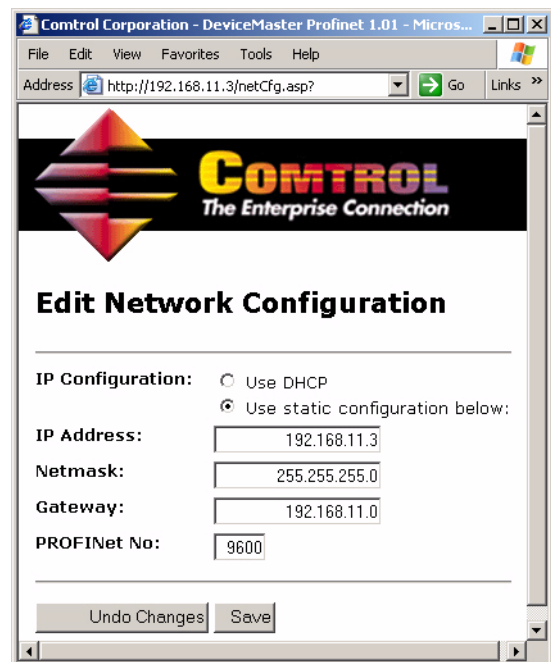 Comtrol Corporation - DeviceMaster Profinet 1.01 - Micros...
File Edit View Favorites Tools Help
Address http://192.168.11.3/netCfg.asp? Go Links »
COMTROL
The Enterprise Connection
Edit Network Configuration
IP Configuration: Use DHCP
Use static configuration below:
IP Address: 192.168.11.3
Netmask: 255.255.255.0
Gateway: 192.168.11.0
PROFINet No: 9600
Undo Changes Save